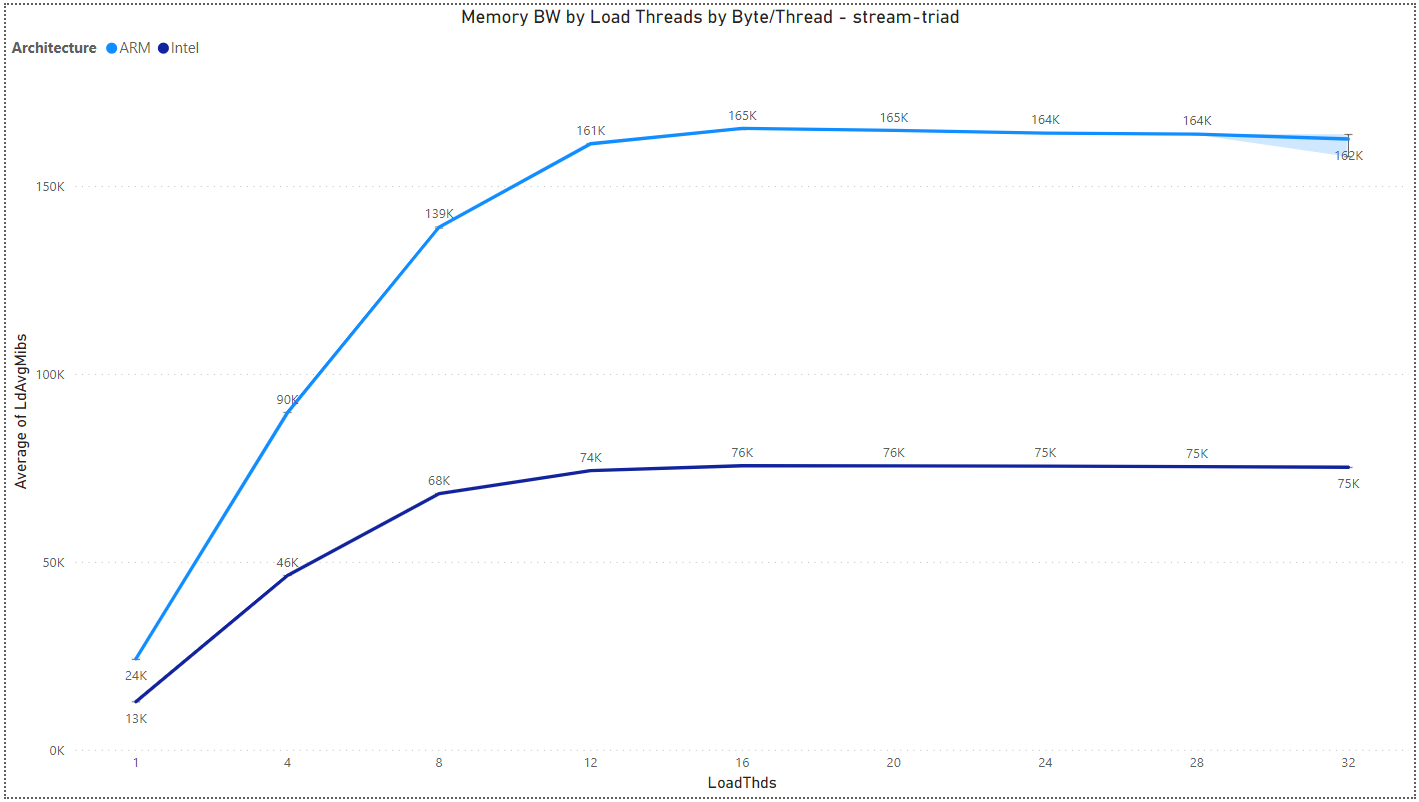 Memory BW by Load Threads by Byte/Thread - stream-triad
Architecture ARM Intel
165K 165K 164K 164K
161K
162K
150K
139K
100K
90K
76K 76K 75K 75K
74K
68K
75K
50K
46K
24K
13K
0K
1 4 8 12 16 20 24 28 32
LoadThds
Average of LdAvgMibs